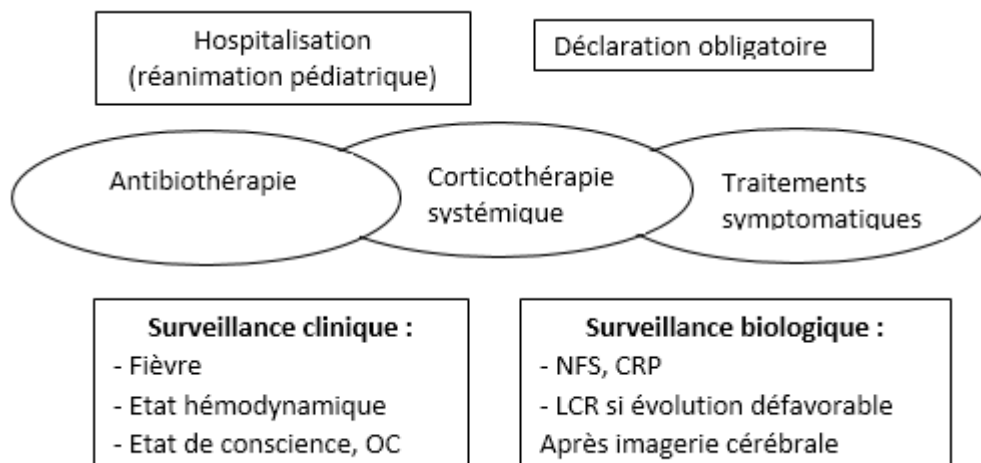 Hospitalisation
(réanimation pédiatrique)
Déclaration obligatoire
Antibiothérapie
Corticothérapie
systémique
Traitements
symptomatiques
Surveillance clinique :
- Fièvre
- Etat hémodynamique
- Etat de conscience, OC
Surveillance biologique :
- NFS, CRP
- LCR si évolution défavorable
Après imagerie cérébrale